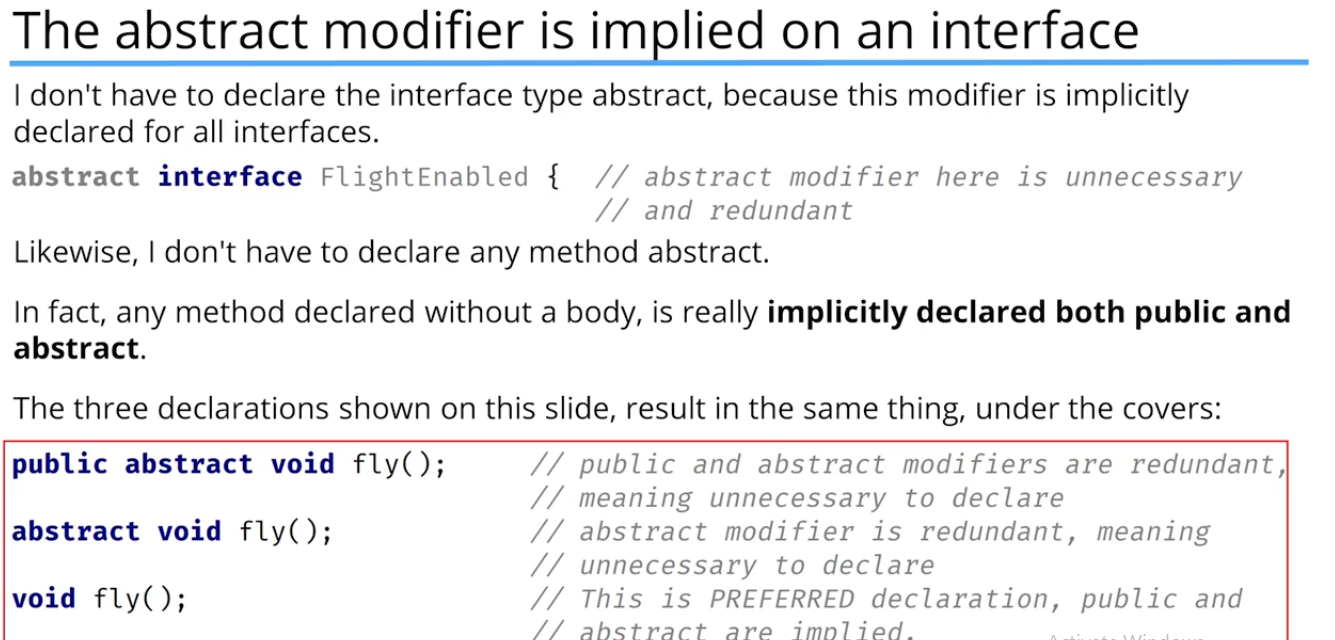 The abstract modifier is implied on an interface
I don't have to declare the interface type abstract, because this modifier is implicitly
declared for all interfaces.
abstract interface FlightEnabled {  // abstract modifier here is unnecessary
// and redundant
Likewise, I don't have to declare any method abstract.
In fact, any method declared without a body, is really implicitly declared both public and
abstract.
The three declarations shown on this slide, result in the same thing, under the covers:
public abstract void fly();  // public and abstract modifiers are redundant,
// meaning unnecessary to declare
abstract void fly();  // abstract modifier is redundant, meaning
// unnecessary to declare
void fly();  // This is PREFERRED declaration, public and
// abstract are implied.
Activate Windows